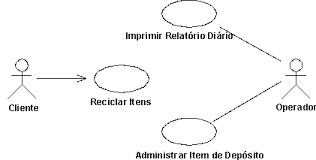 Imprimir Relatório Diário
Cliente
Reciclar Itens
Operador
Administrar Item de Depósito